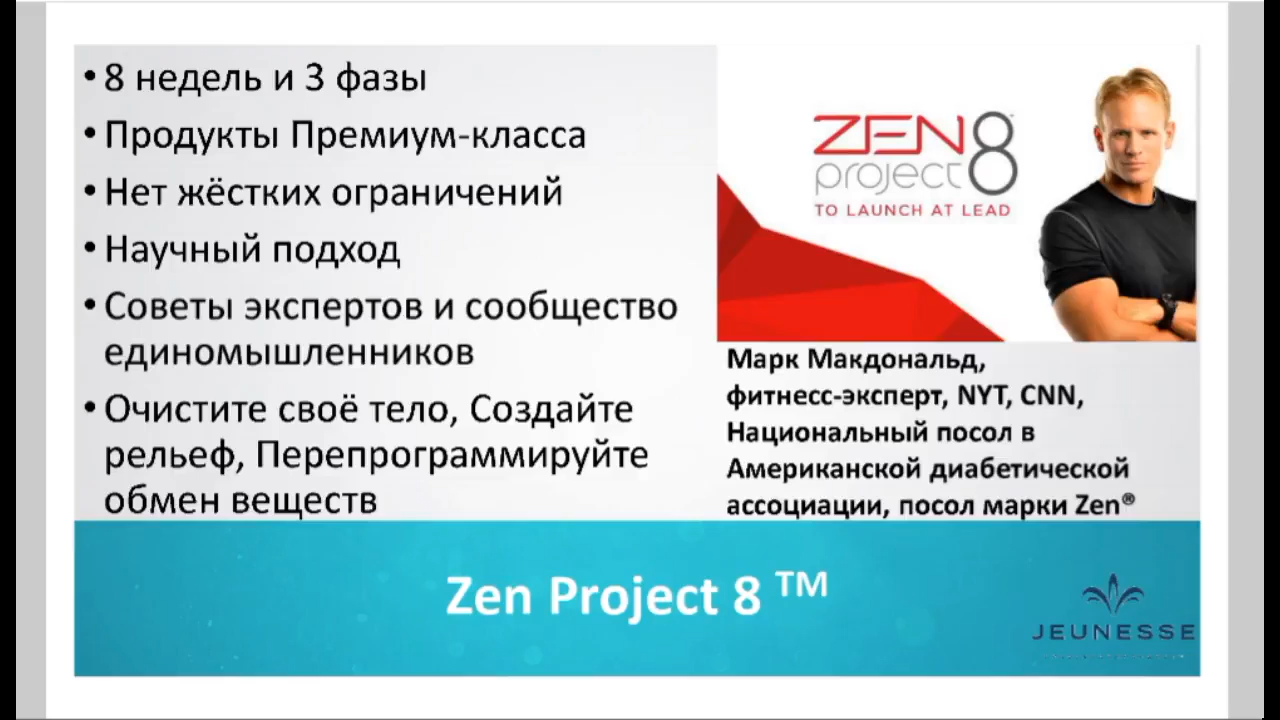 • 8 недель и 3 фазы
• Продукты Премиум-класса
• Нет жёстких ограничений
• Научный подход
• Советы экспертов и сообщество
единомышленников
• Очистите своё тело, Создайте
рельеф, Перепрограммируйте
обмен веществ
ZEN
project 8™
TO LAUNCH AT LEAD
Марк Макдональд,
фитнесс-эксперт, NYT, CNN,
Национальный посол в
Американской диабетической
ассоциации, посол марки Zen®
Zen Project 8 TM
JEUNESSE